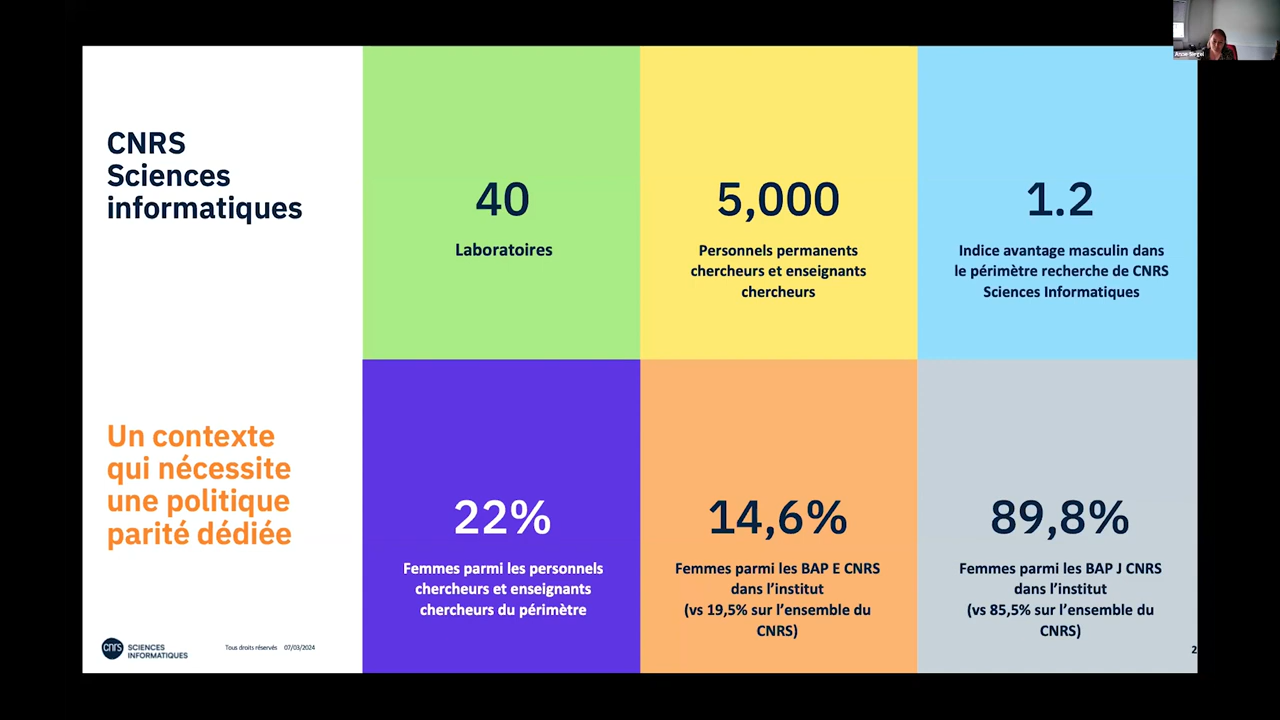 CNRS
Sciences
informatiques
40
Laboratoires
5,000
Personnels permanents
chercheurs et enseignants
chercheurs
1.2
Indice avantage masculin dans
le périmètre recherche de CNRS
Sciences Informatiques
Un contexte
qui nécessite
une politique
parité dédiée
22%
Femmes parmi les personnels
chercheurs et enseignants
chercheurs du périmètre
14,6%
Femmes parmi les BAP E CNRS
dans l’institut
(vs 19,5% sur l’ensemble du
CNRS)
89,8%
Femmes parmi les BAP J CNRS
dans l’institut
(vs 85,5% sur l’ensemble du
CNRS)
cnrs
SCIENCES
INFORMATIQUES
Tous droits réservés 07/03/2024
2
Anne Siegel